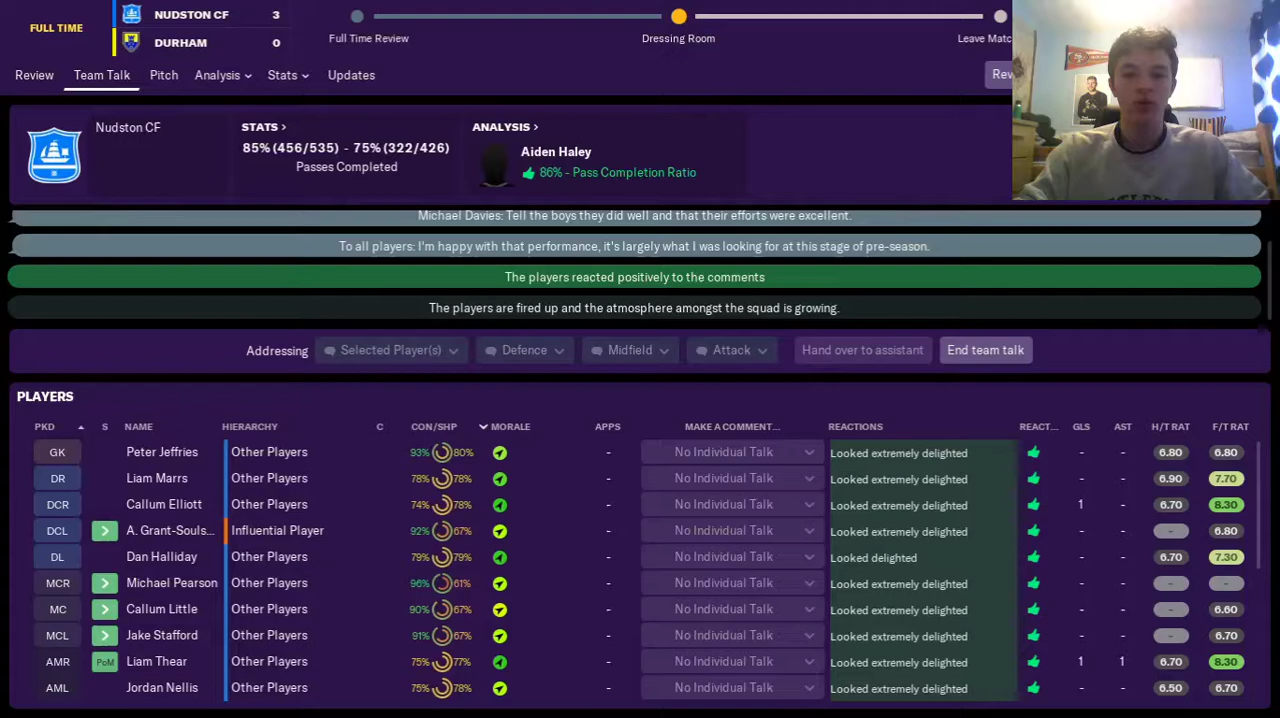 FULL TIME
NUDSTON CF 3
DURHAM 0
Full Time Review
Dressing Room
Leave Matc
Review Team Talk Pitch Analysis Stats Updates
Rev
Nudston CF
STATS >
85% (456/535) - 75% (322/426)
Passes Completed
ANALYSIS >
Aiden Haley
86% - Pass Completion Ratio
Michael Davies: Tell the boys they did well and that their efforts were excellent.
To all players: I'm happy with that performance, it's largely what I was looking for at this stage of pre-season.
The players reacted positively to the comments
The players are fired up and the atmosphere amongst the squad is growing.
Addressing Selected Player(s) Defence Midfield Attack Hand over to assistant End team talk
PLAYERS
PKD S NAME HIERARCHY C CON/SHP MORALE APPS MAKE A COMMENT... REACTIONS REACT... GLS AST H/T RAT F/T RAT
GK Peter Jeffries Other Players 93% 80% - No Individual Talk Looked extremely delighted - - 6.80 6.80
DR Liam Marrs Other Players 78% 78% - No Individual Talk Looked extremely delighted - - 6.90 7.70
DCR Callum Elliott Other Players 74% 78% - No Individual Talk Looked extremely delighted 1 - 6.70 8.30
DCL A. Grant-Souls... Influential Player 92% 67% - No Individual Talk Looked extremely delighted - - - 6.80
DL Dan Halliday Other Players 79% 79% - No Individual Talk Looked delighted - - 6.70 7.30
MCR Michael Pearson Other Players 96% 61% - No Individual Talk Looked extremely delighted - - - -
MC Callum Little Other Players 90% 67% - No Individual Talk Looked extremely delighted - - - 6.60
MCL Jake Stafford Other Players 91% 67% - No Individual Talk Looked extremely delighted - - - 6.70
AMR PoM Liam Thear Other Players 75% 77% - No Individual Talk Looked extremely delighted 1 1 6.70 8.30
AML Jordan Nellis Other Players 75% 78% - No Individual Talk Looked extremely delighted - - 6.50 6.70